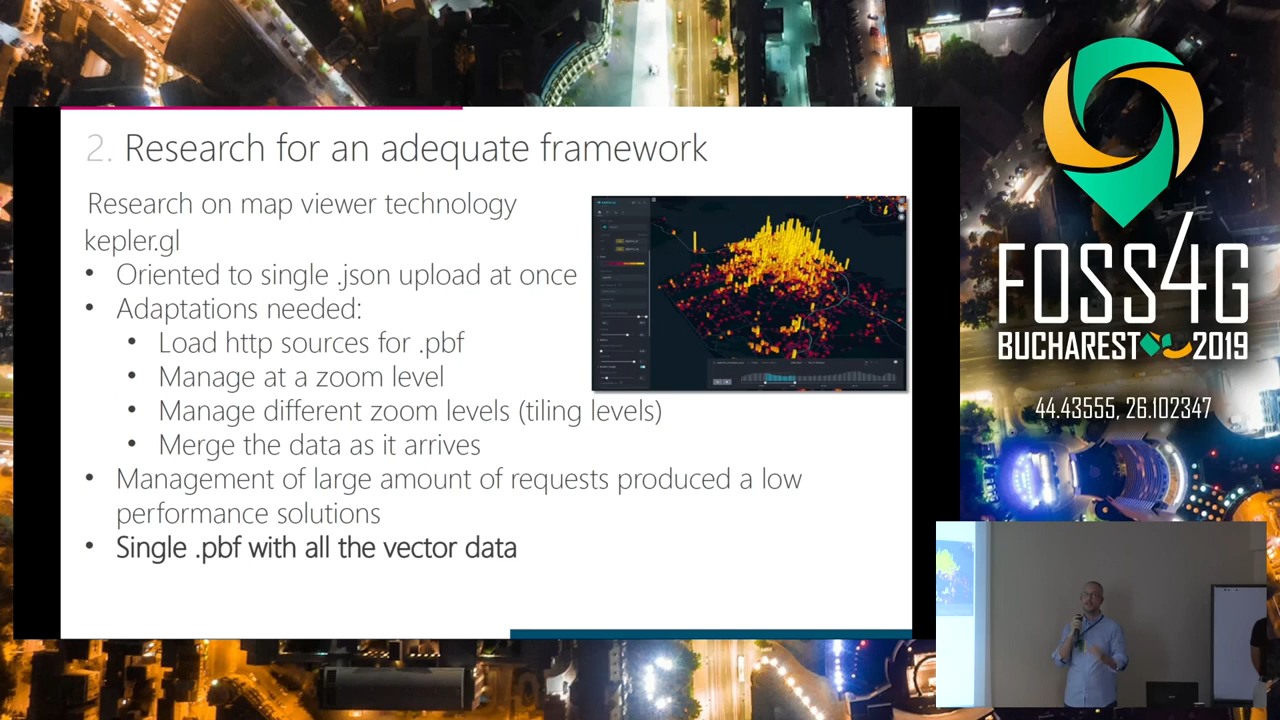 2. Research for an adequate framework
Research on map viewer technology
kepler.gl
• Oriented to single .json upload at once
• Adaptations needed:
• Load http sources for .pbf
• Manage at a zoom level
• Manage different zoom levels (tiling levels)
• Merge the data as it arrives
• Management of large amount of requests produced a low
performance solutions
• Single .pbf with all the vector data
FOSS4G
BUCHAREST 2019
44.43555, 26.102347